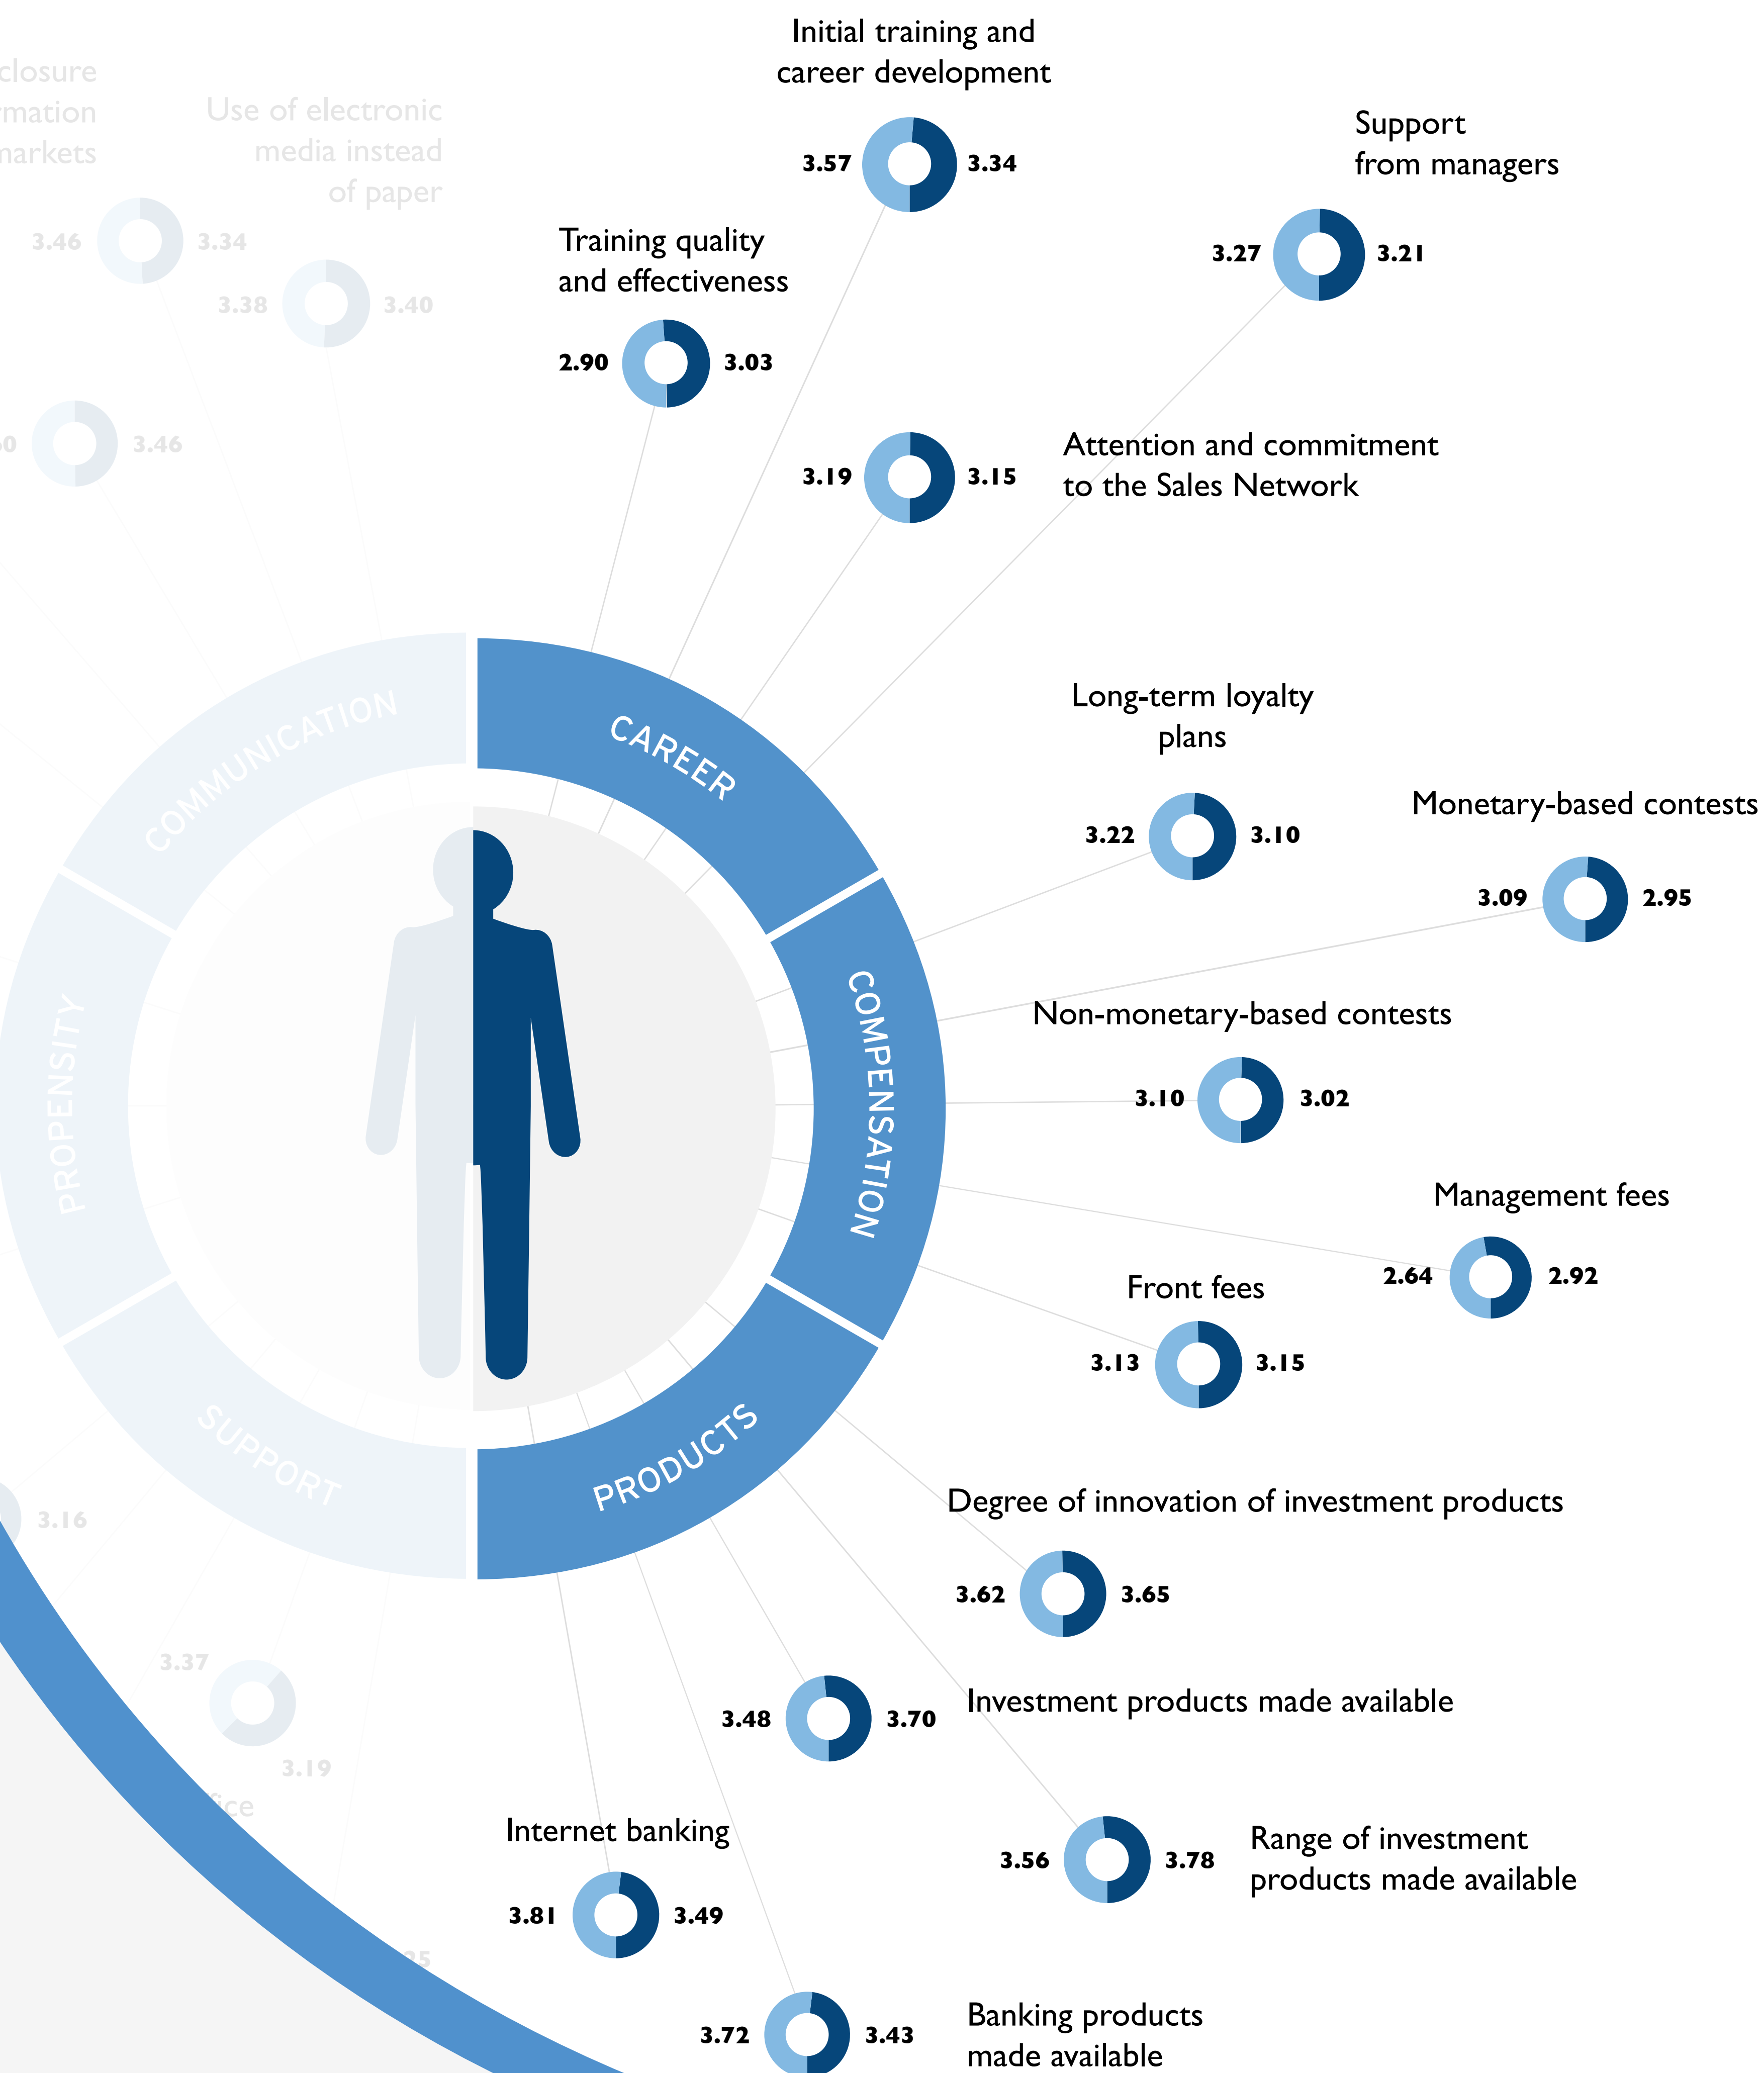 Initial training and
career development
3.57 3.34
Support
from managers
3.27 3.21
Training quality
and effectiveness
2.90 3.03
Attention and commitment
to the Sales Network
3.19 3.15
closure
markets
Use of electronic
media instead
of paper
3.46 3.34
3.38 3.40
3.46
COMMUNICATION
CAREER
Long-term loyalty
plans
3.22 3.10
Monetary-based contests
3.09 2.95
COMPENSATION
Non-monetary-based contests
3.10 3.02
Management fees
2.64 2.92
Front fees
3.13 3.15
PROPENSITY
SUPPORT
PRODUCTS
Degree of innovation of investment products
3.62 3.65
3.16
Investment products made available
3.48 3.70
3.37
3.19
Range of investment
products made available
3.56 3.78
Internet banking
3.81 3.49
Banking products
made available
3.72 3.43